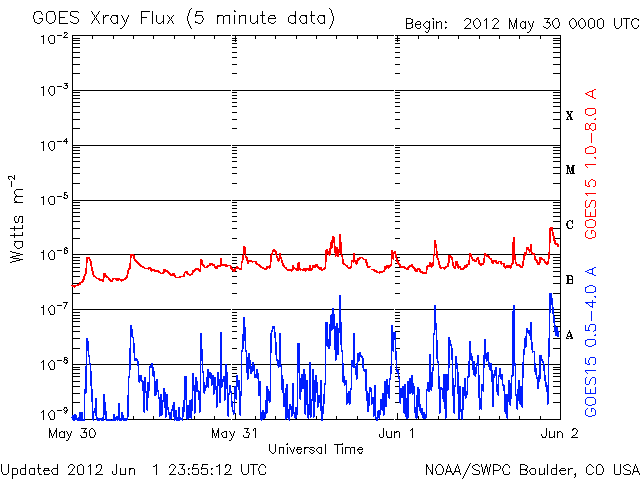 GOES Xray Flux (5 minute data)
Begin: 2012 May 30 0000 UTC
10⁻²
10⁻³
10⁻⁴
10⁻⁵
10⁻⁶
10⁻⁷
10⁻⁸
10⁻⁹
Watts m⁻²
X
M
C
B
A
GOES15 1.0-8.0 A
GOES15 0.5-4.0 A
May 30
May 31
Jun 1
Jun 2
Universal Time
Updated 2012 Jun 1 23:55:12 UTC
NOAA/SWPC Boulder, CO USA